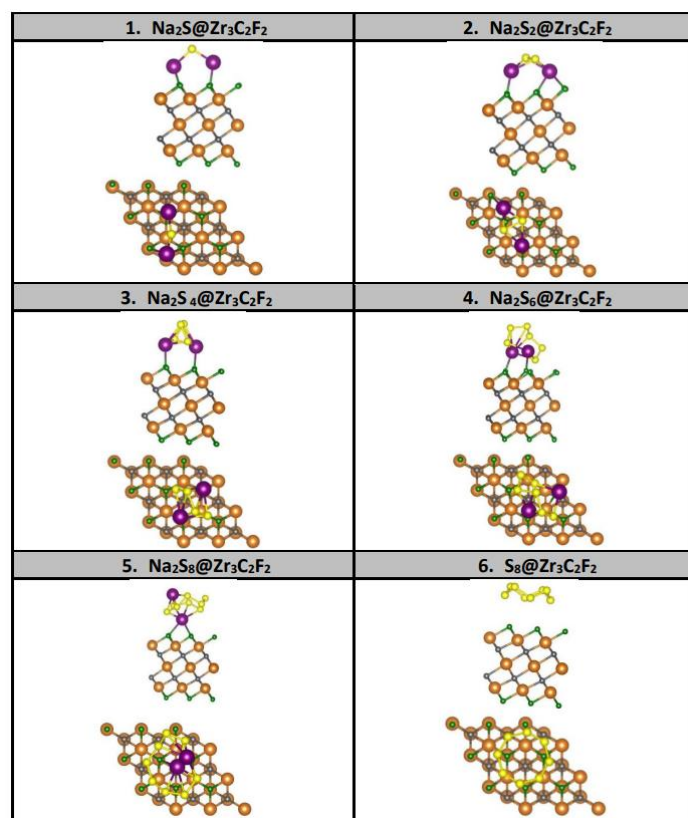 1. Na₂S@Zr₃C₂F₂
2. Na₂S₂@Zr₃C₂F₂
3. Na₂S₄@Zr₃C₂F₂
4. Na₂S₆@Zr₃C₂F₂
5. Na₂S₈@Zr₃C₂F₂
6. S₈@Zr₃C₂F₂